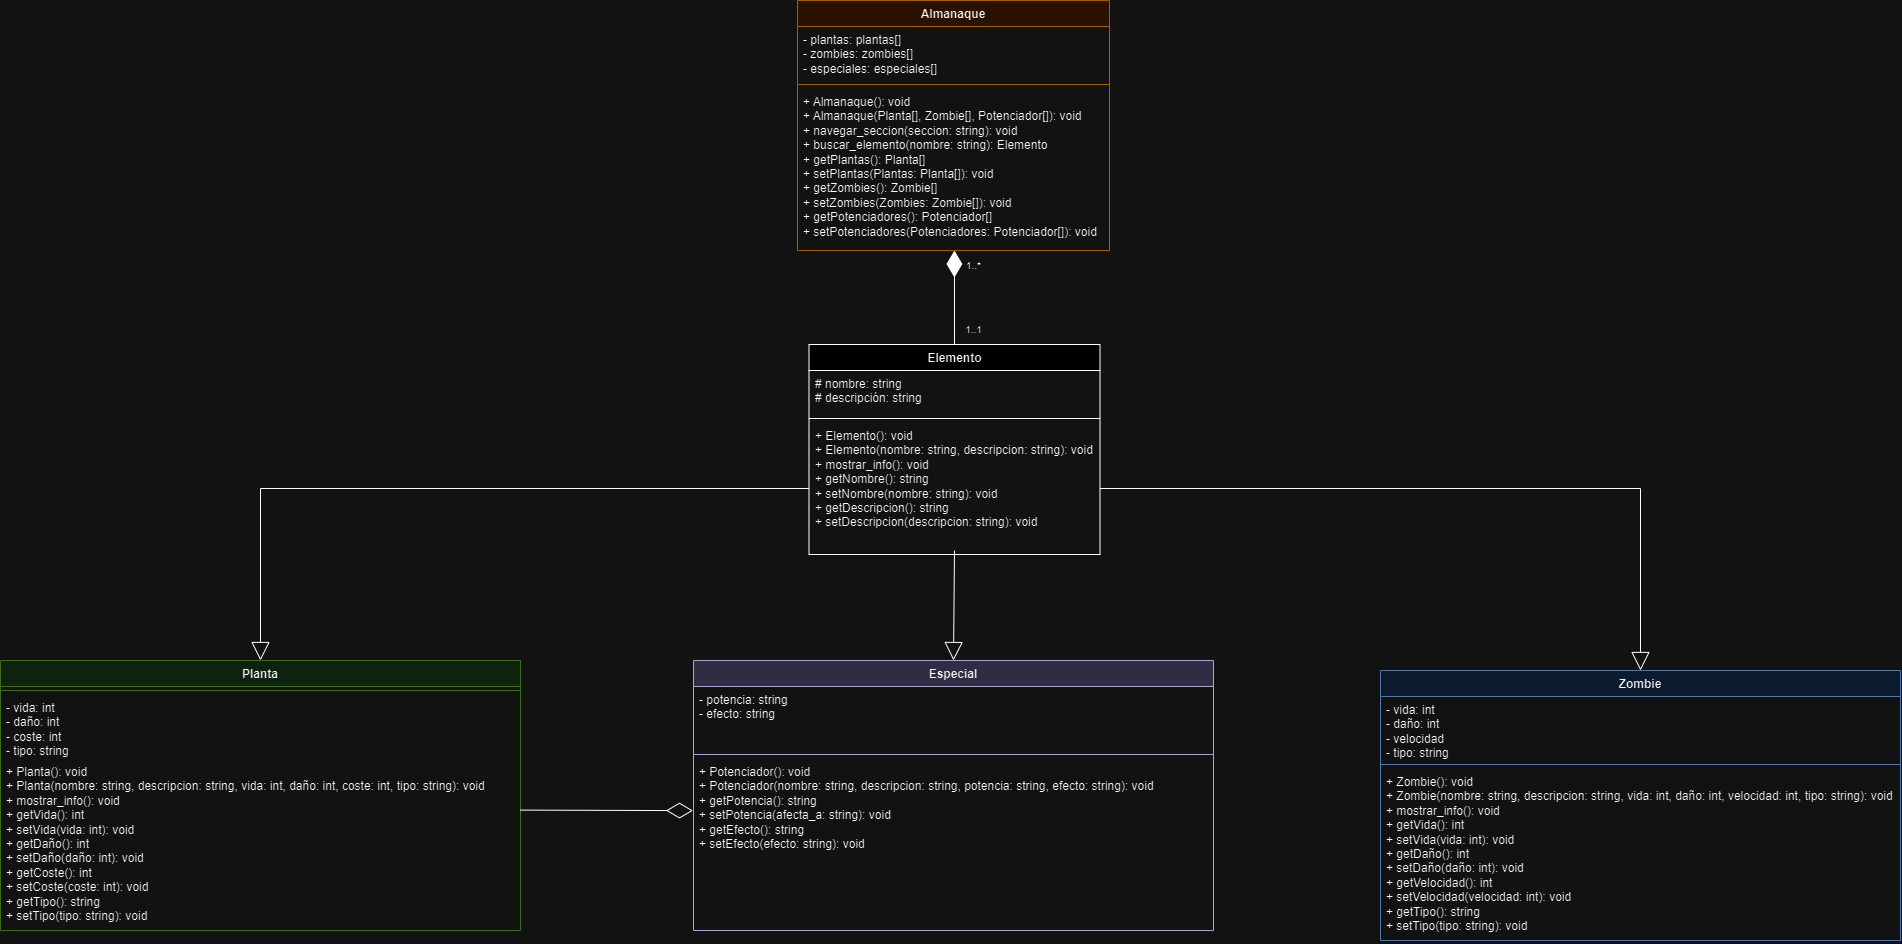 Almanaque
- plantas: plantas[]
- zombies: zombies[]
- especiales: especiales[]
+ Almanaque(): void
+ Almanaque(Planta[], Zombie[], Potenciador[]): void
+ navegar_seccion(seccion: string): void
+ buscar_elemento(nombre: string): Elemento
+ getPlantas(): Planta[]
+ setPlantas(Plantas: Planta[]): void
+ getZombies(): Zombie[]
+ setZombies(Zombies: Zombie[]): void
+ getPotenciadores(): Potenciador[]
+ setPotenciadores(Potenciadores: Potenciador[]): void
1..*
1..1
Elemento
# nombre: string
# descripción: string
+ Elemento(): void
+ Elemento(nombre: string, descripcion: string): void
+ mostrar_info(): void
+ getNombre(): string
+ setNombre(nombre: string): void
+ getDescripcion(): string
+ setDescripcion(descripcion: string): void
Planta
- vida: int
- daño: int
- coste: int
- tipo: string
+ Planta(): void
+ Planta(nombre: string, descripcion: string, vida: int, daño: int, coste: int, tipo: string): void
+ mostrar_info(): void
+ getVida(): int
+ setVida(vida: int): void
+ getDaño(): int
+ setDaño(daño: int): void
+ getCoste(): int
+ setCoste(coste: int): void
+ getTipo(): string
+ setTipo(tipo: string): void
Especial
- potencia: string
- efecto: string
+ Potenciador(): void
+ Potenciador(nombre: string, descripcion: string, potencia: string, efecto: string): void
+ getPotencia(): string
+ setPotencia(afecta_a: string): void
+ getEfecto(): string
+ setEfecto(efecto: string): void
Zombie
- vida: int
- daño: int
- velocidad
- tipo: string
+ Zombie(): void
+ Zombie(nombre: string, descripcion: string, vida: int, daño: int, velocidad: int, tipo: string): void
+ mostrar_info(): void
+ getVida(): int
+ setVida(vida: int): void
+ getDaño(): int
+ setDaño(daño: int): void
+ getVelocidad(): int
+ setVelocidad(velocidad: int): void
+ getTipo(): string
+ setTipo(tipo: string): void